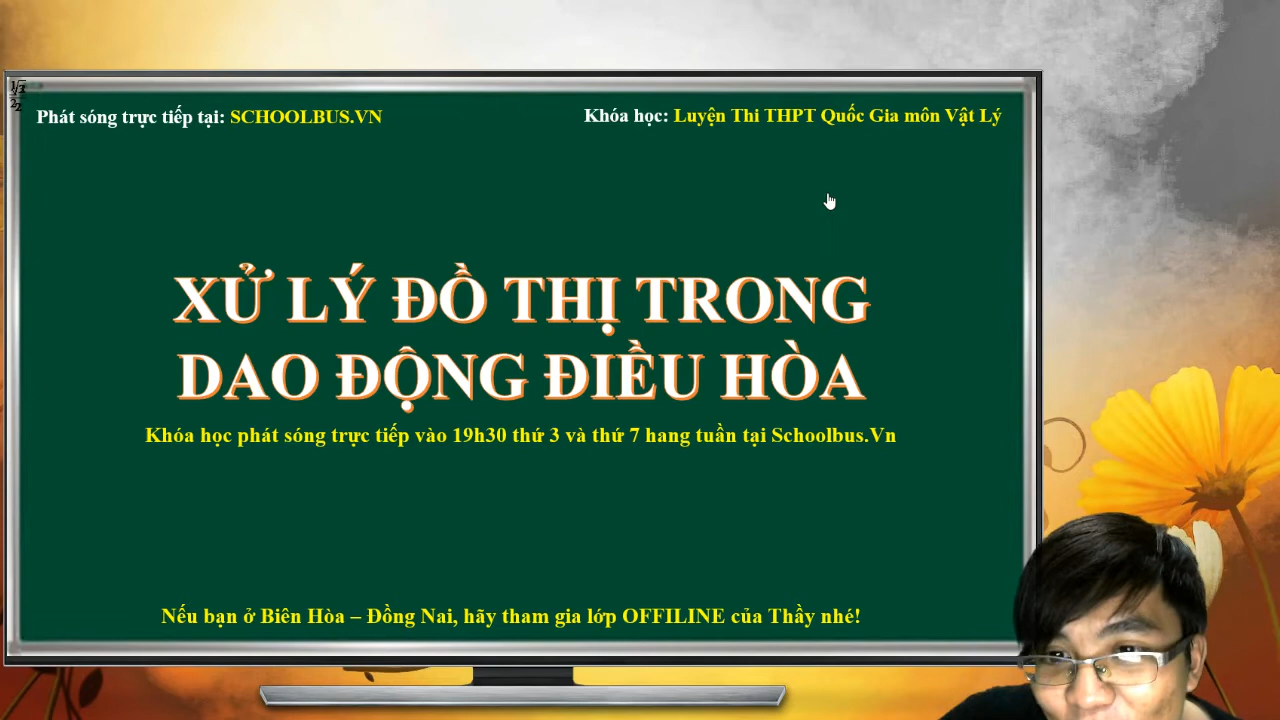 Phát sóng trực tiếp tại: SCHOOLBUS.VN
Khóa học: Luyện Thi THPT Quốc Gia môn Vật Lý
XỬ LÝ ĐỒ THỊ TRONG
DAO ĐỘNG ĐIỀU HÒA
Khóa học phát sóng trực tiếp vào 19h30 thứ 3 và thứ 7 hang tuần tại Schoolbus.Vn
Nếu bạn ở Biên Hòa – Đồng Nai, hãy tham gia lớp OFFILINE của Thầy nhé!